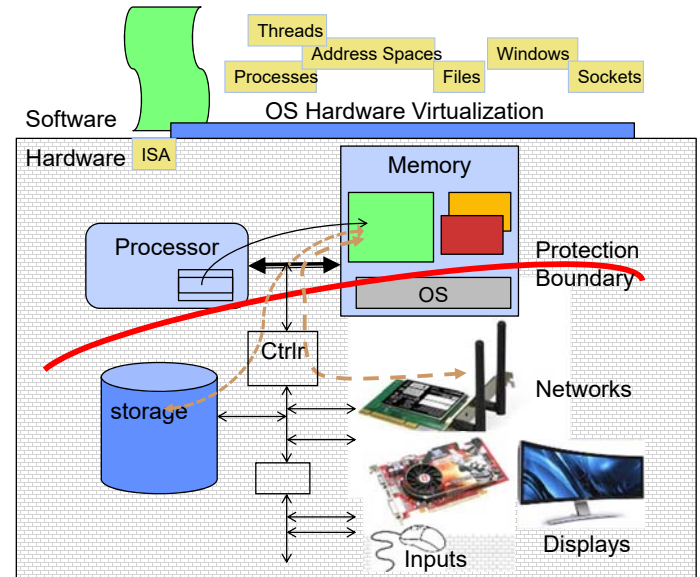 Threads
Address Spaces
Windows
Processes
Files
Sockets
OS Hardware Virtualization
Software
Hardware
ISA
Memory
Processor
Protection
Boundary
OS
Ctrlr
Networks
storage
Inputs
Displays